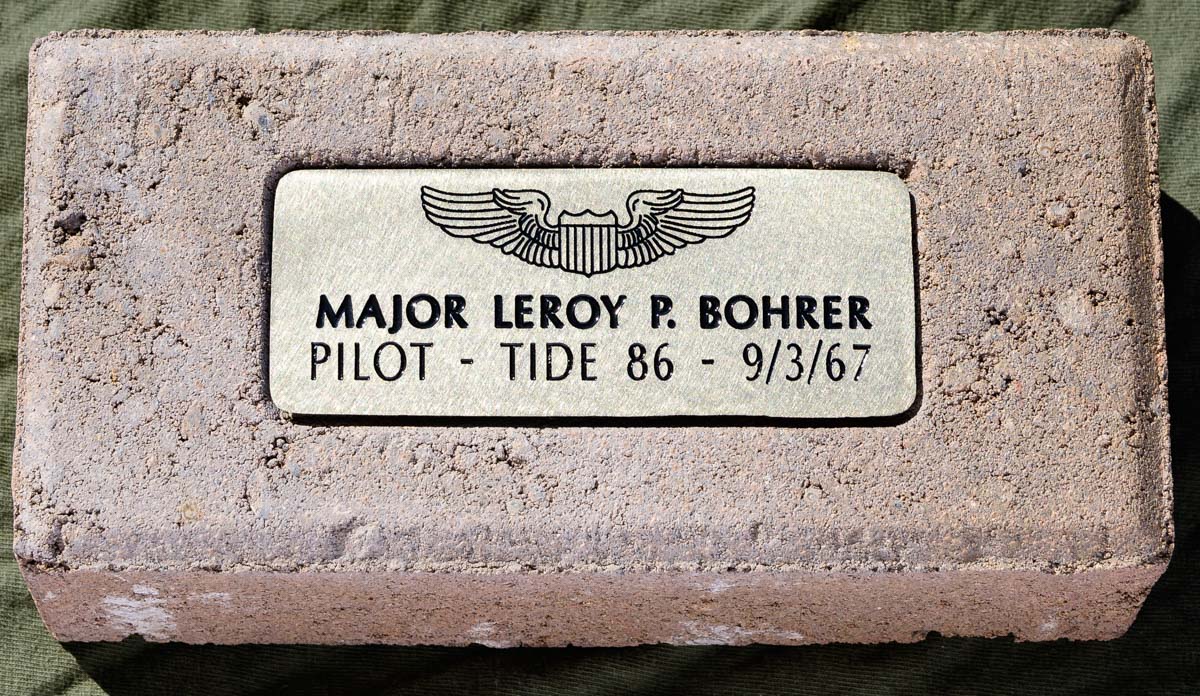 MAJOR LEROY P. BOHRER
PILOT - TIDE 86 - 9/3/67